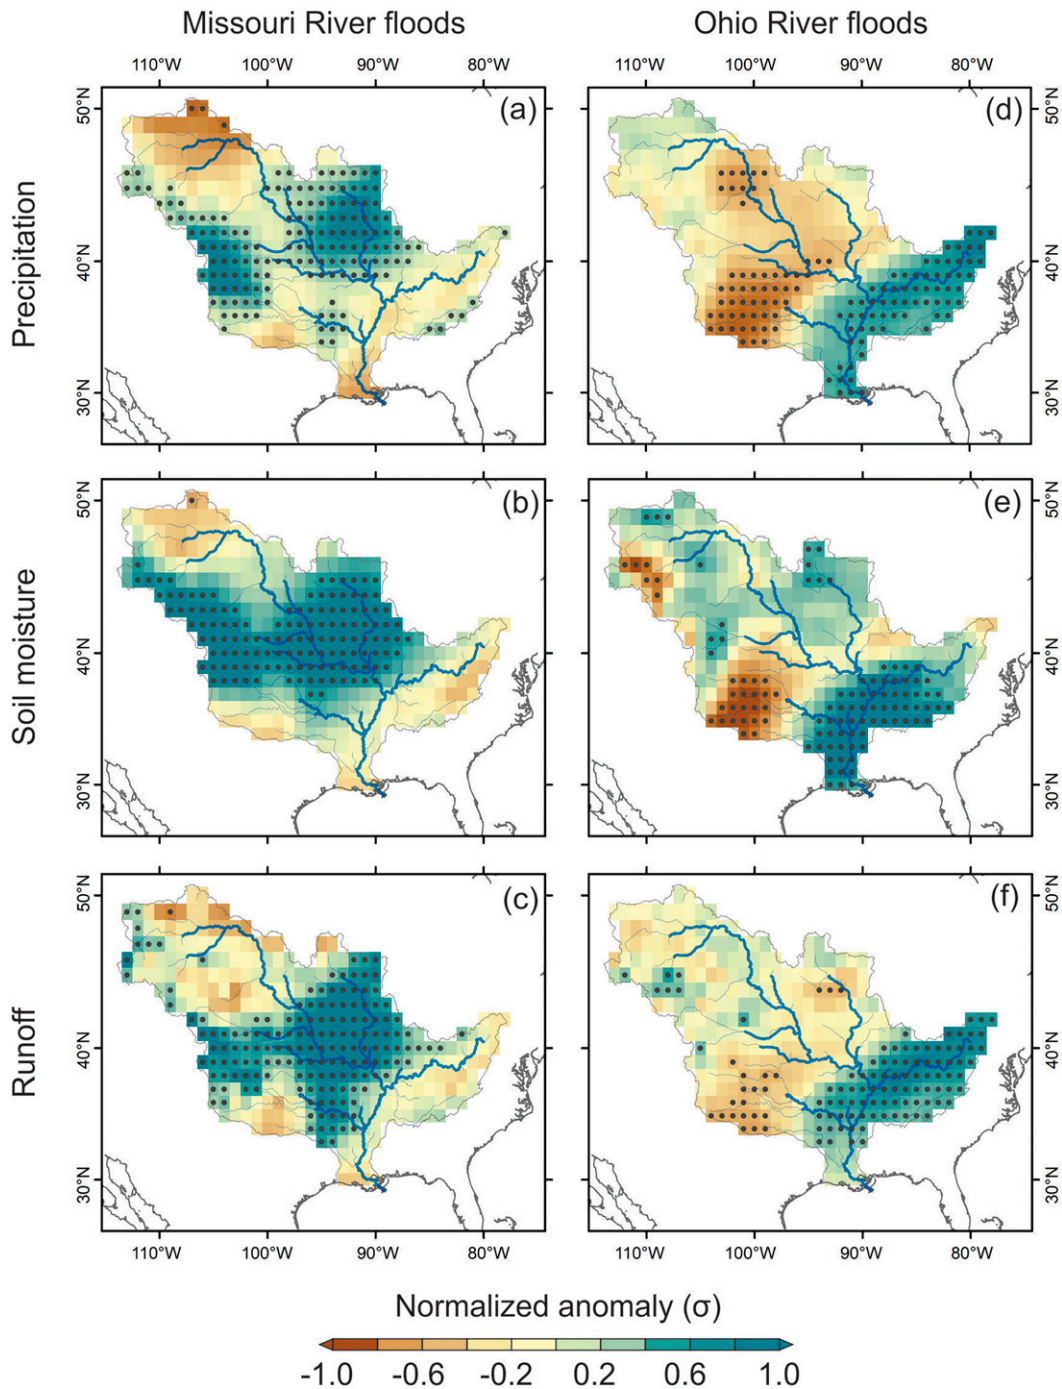 Missouri River floods Ohio River floods
110°W 100°W 90°W 80°W 110°W 100°W 90°W 80°W
Precipitation
50°N 40°N 30°N
(a)
(d)
50°N 40°N 30°N
Soil moisture
50°N 40°N 30°N
(b)
(e)
50°N 40°N 30°N
Runoff
50°N 40°N 30°N
(c)
(f)
50°N 40°N 30°N
110°W 100°W 90°W 80°W 110°W 100°W 90°W 80°W
Normalized anomaly (σ)
-1.0 -0.6 -0.2 0.2 0.6 1.0